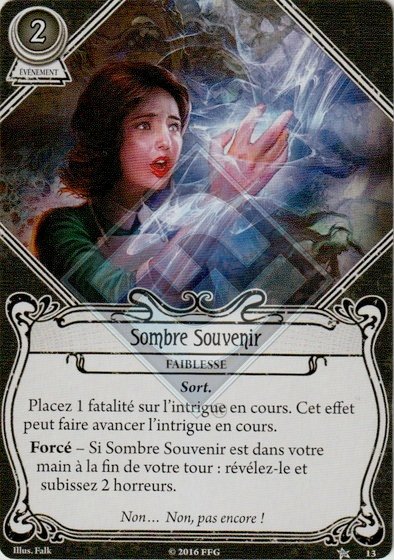 2
ÉVÉNEMENT
Sombre Souvenir
FAIBLESSE
Sort.
Placez 1 fatalité sur l'intrigue en cours. Cet effet
peut faire avancer l'intrigue en cours.
Forcé – Si Sombre Souvenir est dans votre
main à la fin de votre tour : révélez-le et
subissez 2 horreurs.
Non… Non, pas encore !
Illus. Falk © 2016 FFG 13